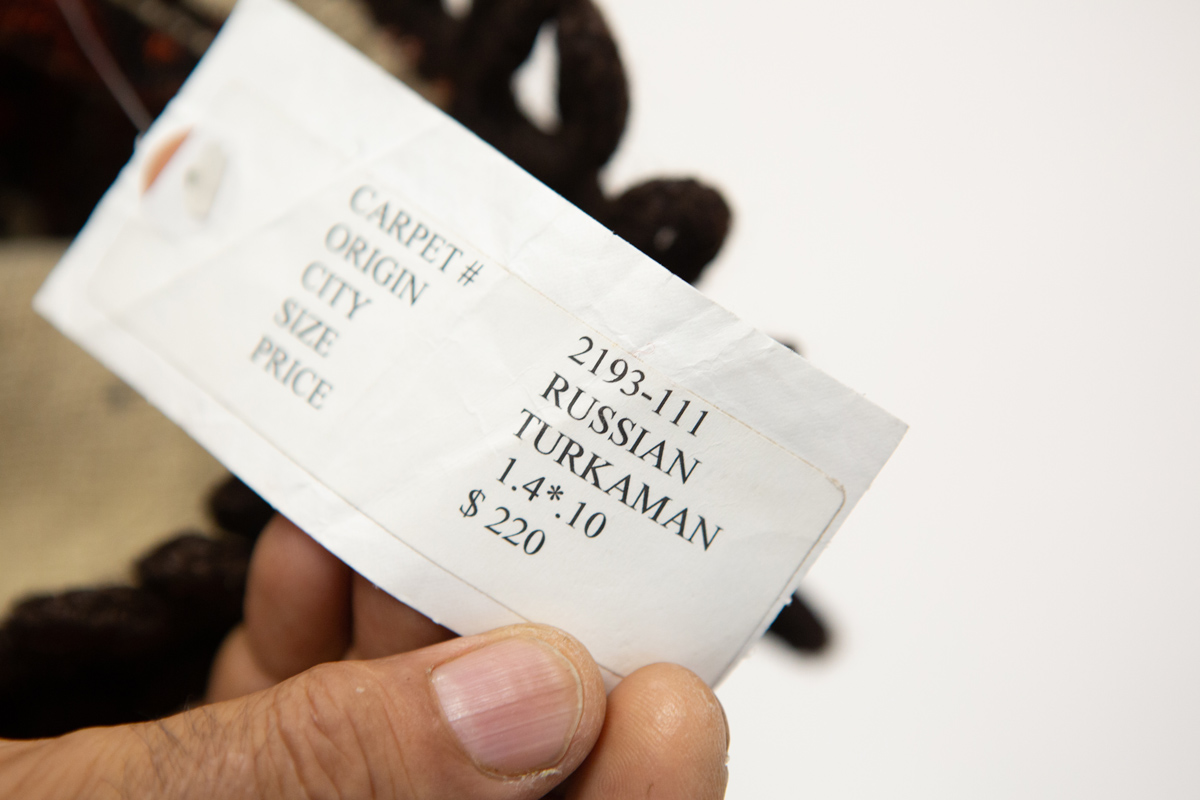 CARPET # 2193-111
ORIGIN RUSSIAN
CITY TURKAMAN
SIZE 1.4*.10
PRICE $ 220